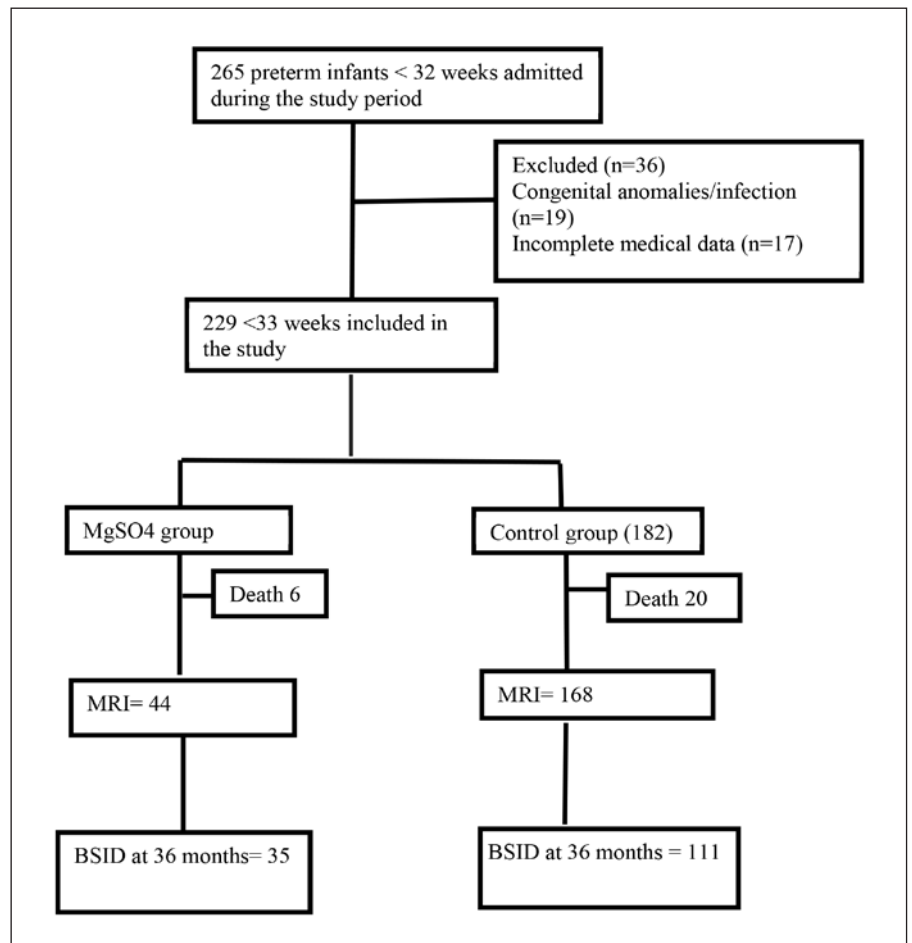 265 preterm infants < 32 weeks admitted
during the study period
Excluded (n=36)
Congenital anomalies/infection
(n=19)
Incomplete medical data (n=17)
229 <33 weeks included in
the study
MgSO4 group
Control group (182)
Death 6
Death 20
MRI= 44
MRI= 168
BSID at 36 months= 35
BSID at 36 months = 111